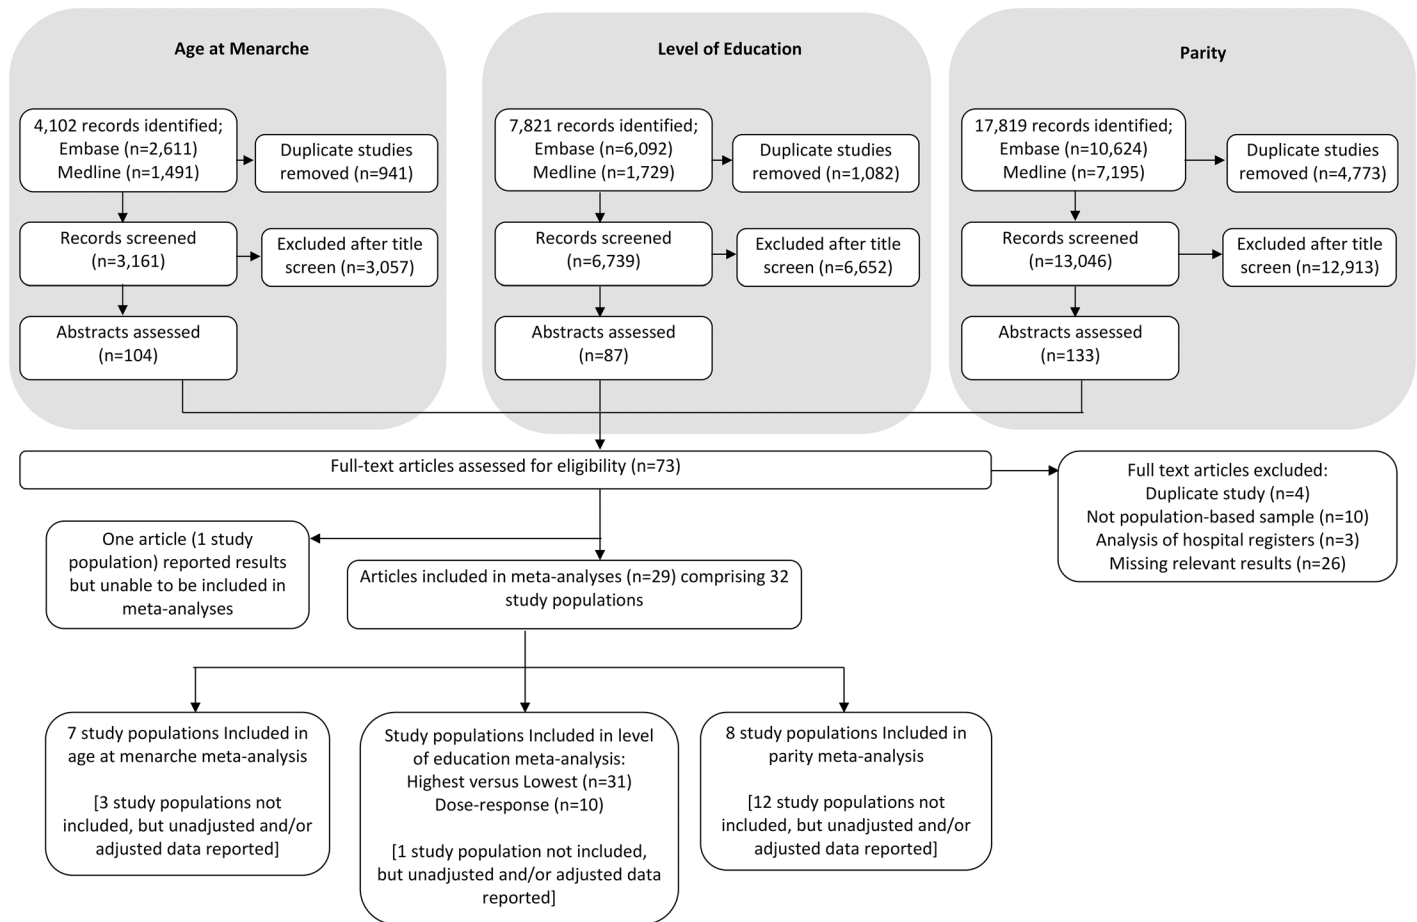 Age at Menarche
4,102 records identified;
Embase (n=2,611)
Medline (n=1,491)
Duplicate studies
removed (n=941)
Records screened
(n=3,161)
Excluded after title
screen (n=3,057)
Abstracts assessed
(n=104)
Level of Education
7,821 records identified;
Embase (n=6,092)
Medline (n=1,729)
Duplicate studies
removed (n=1,082)
Records screened
(n=6,739)
Excluded after title
screen (n=6,652)
Abstracts assessed
(n=87)
Parity
17,819 records identified;
Embase (n=10,624)
Medline (n=7,195)
Duplicate studies
removed (n=4,773)
Records screened
(n=13,046)
Excluded after title
screen (n=12,913)
Abstracts assessed
(n=133)
Full-text articles assessed for eligibility (n=73)
Full text articles excluded:
Duplicate study (n=4)
Not population-based sample (n=10)
Analysis of hospital registers (n=3)
Missing relevant results (n=26)
One article (1 study
population) reported results
but unable to be included in
meta-analyses
Articles included in meta-analyses (n=29) comprising 32
study populations
7 study populations Included in
age at menarche meta-analysis
[3 study populations not
included, but unadjusted and/or
adjusted data reported]
Study populations Included in level
of education meta-analysis:
Highest versus Lowest (n=31)
Dose-response (n=10)
[1 study population not included,
but unadjusted and/or adjusted data
reported]
8 study populations Included in
parity meta-analysis
[12 study populations not
included, but unadjusted and/or
adjusted data reported]